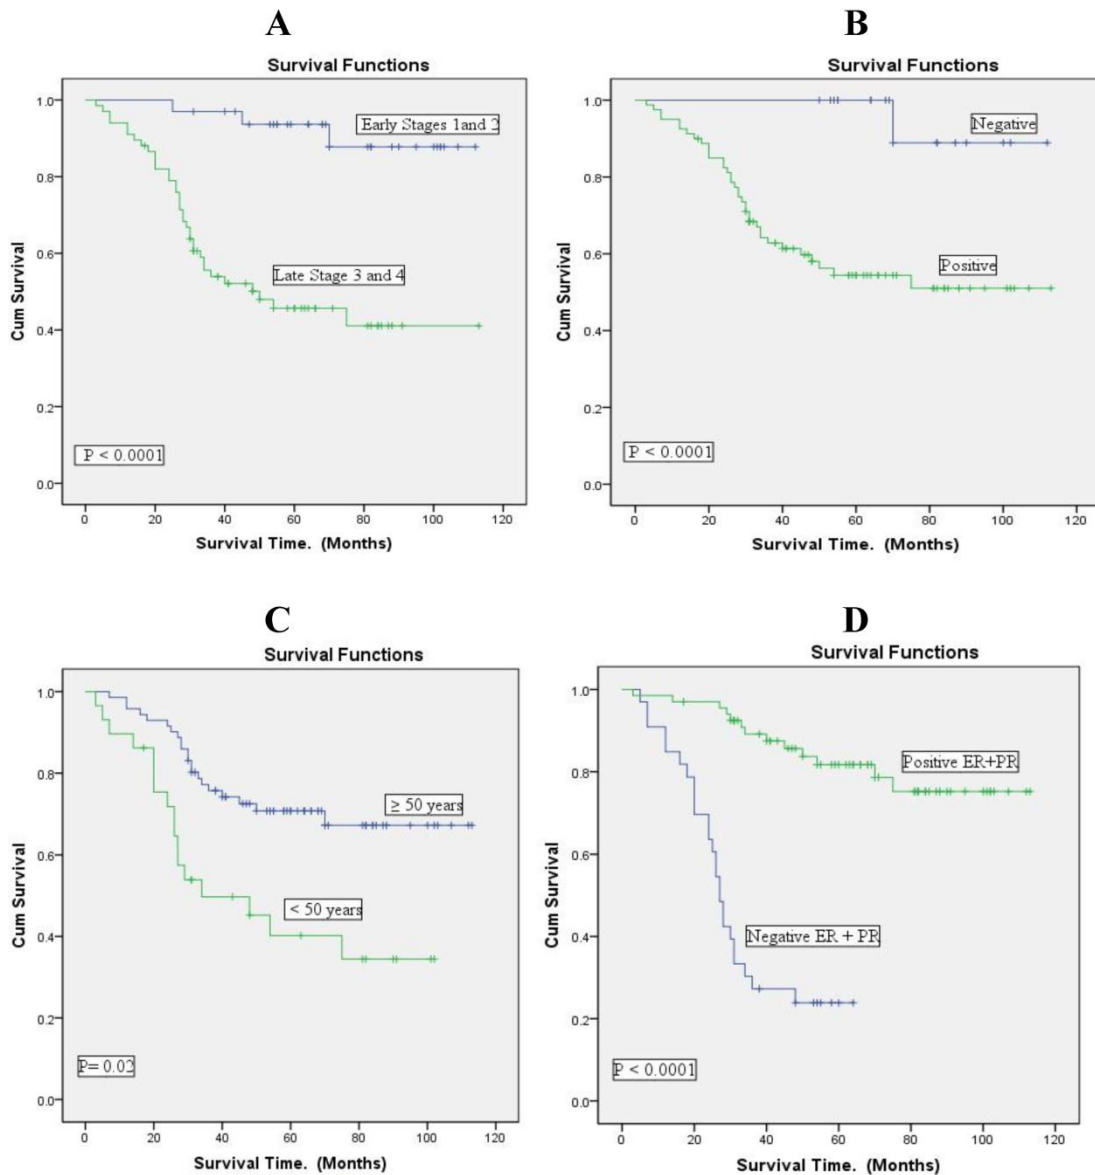 A
Survival Functions
Cum Survival
1.0
0.8
0.6
0.4
0.2
0.0
Early Stages 1and 2
Late Stage 3 and 4
P < 0.0001
0 20 40 60 80 100 120
Survival Time. (Months)
B
Survival Functions
Cum Survival
1.0
0.8
0.6
0.4
0.2
0.0
Negative
Positive
P < 0.0001
0 20 40 60 80 100 120
Survival Time. (Months)
C
Survival Functions
Cum Survival
1.0
0.8
0.6
0.4
0.2
0.0
≥ 50 years
< 50 years
P= 0.02
0 20 40 60 80 100 120
Survival Time. (Months)
D
Survival Functions
Cum Survival
1.0
0.8
0.6
0.4
0.2
0.0
Positive ER+PR
Negative ER + PR
P < 0.0001
0 20 40 60 80 100 120
Survival Time. (Months)